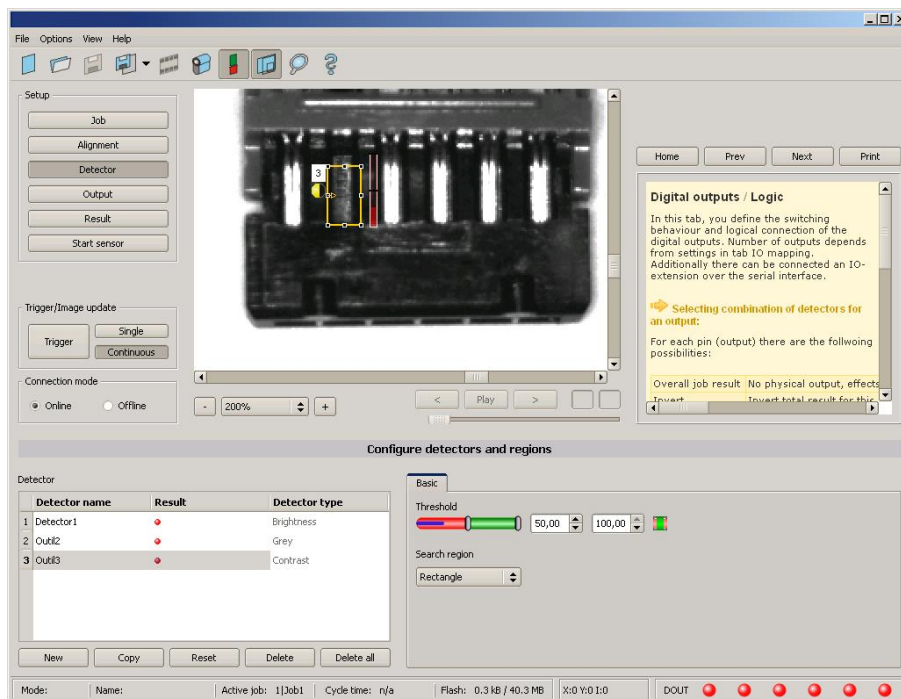 File Options View Help
Setup
Job
Alignment
Detector
Output
Result
Start sensor
Trigger/Image update
Trigger
Single
Continuous
Connection mode
Online Offline
3
- 200% +
< Play >
Home Prev Next Print
Digital outputs / Logic
In this tab, you define the switching
behaviour and logical connection of the
digital outputs. Number of outputs depends
from settings in tab IO mapping.
Additionally there can be connected an IO-
extension over the serial interface.
Selecting combination of detectors for
an output:
For each pin (output) there are the follwoing
possibilities:
Overall job result No physical output, effects
Invert Invert total result for this
Configure detectors and regions
Detector
Detector name Result Detector type
1 Detector1 Brightness
2 Outil2 Grey
3 Outil3 Contrast
New Copy Reset Delete Delete all
Basic
Threshold
50,00 100,00
Search region
Rectangle
Mode: Name: Active job: 1|Job1 Cycle time: n/a Flash: 0.3 kB / 40.3 MB X:0 Y:0 I:0 DOUT